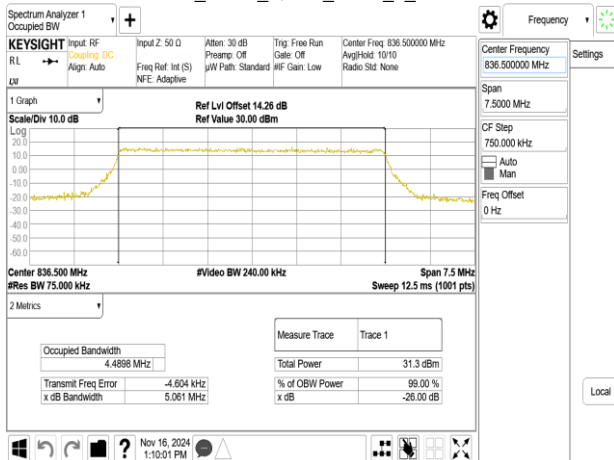 Spectrum Analyzer 1
Occupied BW
Frequency
KEYSIGHT
RL
Input: RF
Coupling: DC
Align: Auto
Input Z: 50 Ω
Freq Ref: Int (S)
NFE: Adaptive
Atten: 30 dB
Preamp: Off
µW Path: Standard
Trig: Free Run
Gate: Off
#IF Gain: Low
Center Freq: 836.500000 MHz
Avg|Hold: 10/10
Radio Std: None
Center Frequency
836.500000 MHz
Settings
Span
7.5000 MHz
CF Step
750.000 kHz
Auto
Man
Freq Offset
0 Hz
Local
1 Graph
Scale/Div 10.0 dB
Ref Lvl Offset 14.26 dB
Ref Value 30.00 dBm
Log
20.0
10.0
0.00
-10.0
-20.0
-30.0
-40.0
-50.0
-60.0
Center 836.500 MHz
#Video BW 240.00 kHz
Span 7.5 MHz
#Res BW 75.000 kHz
Sweep 12.5 ms (1001 pts)
2 Metrics
Measure Trace
Trace 1
Occupied Bandwidth
4.4898 MHz
Total Power
31.3 dBm
Transmit Freq Error
-4.604 kHz
% of OBW Power
99.00 %
x dB Bandwidth
5.061 MHz
x dB
-26.00 dB
?
Nov 16, 2024
1:10:01 PM